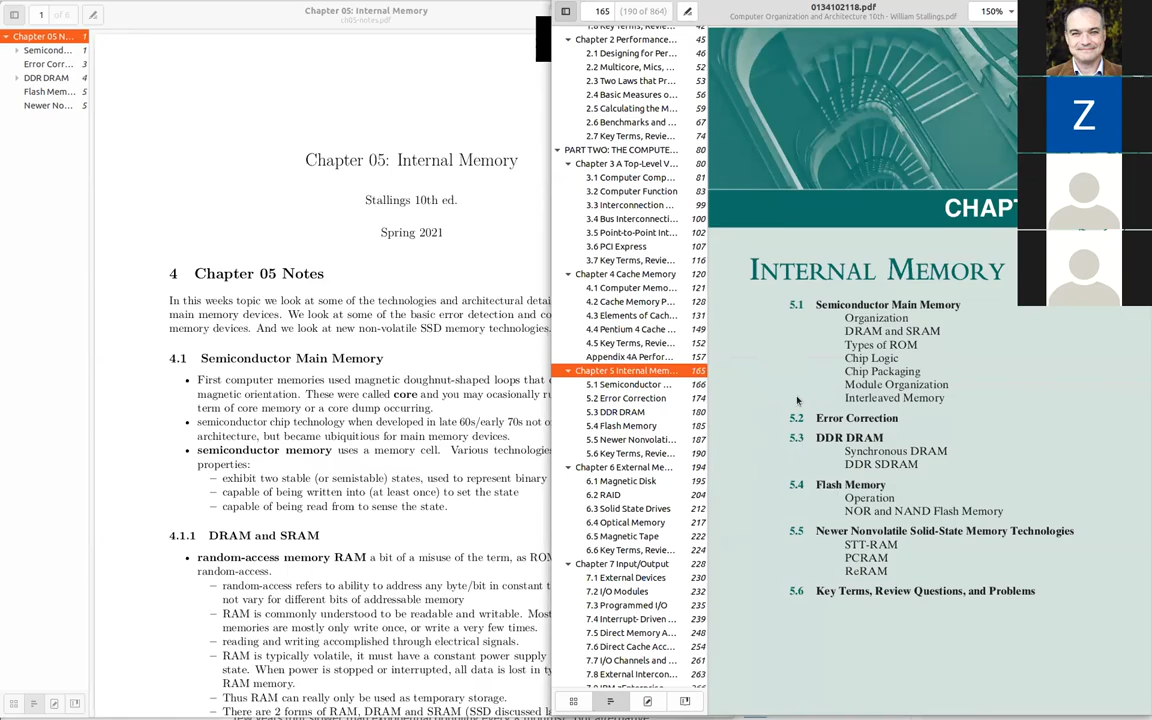 1 of 6
Chapter 05: Internal Memory
ch05-notes.pdf
Chapter 05 N... 1
Semicond... 1
Error Corr... 3
DDR DRAM 4
Flash Mem... 5
Newer No... 5
Chapter 05: Internal Memory
Stallings 10th ed.
Spring 2021
4 Chapter 05 Notes
In this weeks topic we look at some of the technologies and architectural detai
main memory devices. We look at some of the basic error detection and co
memory devices. And we look at new non-volatile SSD memory technologies.
4.1 Semiconductor Main Memory
• First computer memories used magnetic doughnut-shaped loops that
magnetic orientation. These were called core and you may ocasionally
term of core memory or a core dump occurring.
• semiconductor chip technology when developed in late 60s/early 70s not
architecture, but became ubiquitious for main memory devices.
• semiconductor memory uses a memory cell. Various technologies
properties:
– exhibit two stable (or semistable) states, used to represent binary
– capable of being written into (at least once) to set the state
– capable of being read from to sense the state.
4.1.1 DRAM and SRAM
• random-access memory RAM a bit of a misuse of the term, as ROM
random-access.
– random-access refers to ability to address any byte/bit in constant
not vary for different bits of addressable memory
– RAM is commonly understood to be readable and writable. Most
memories are mostly only write once, or write a very few times.
– reading and writing accomplished through electrical signals.
– RAM is typically volatile, it must have a constant power supply
state. When power is stopped or interrupted, all data is lost in
RAM memory.
– Thus RAM can really only be used as temporary storage.
– There are 2 forms of RAM, DRAM and SRAM (SSD discussed
165 (190 of 864)
0134102118.pdf
Computer Organization and Architecture 10th - William Stallings.pdf
150%
1.8 Key Terms, Revie... 42
Chapter 2 Performance... 45
2.1 Designing for Per... 46
2.2 Multicore, Mics, ... 52
2.3 Two Laws that Pr... 53
2.4 Basic Measures o... 56
2.5 Calculating the M... 59
2.6 Benchmarks and ... 67
2.7 Key Terms, Revie... 74
PART TWO: THE COMPUTE... 80
Chapter 3 A Top-Level V... 80
3.1 Computer Comp... 81
3.2 Computer Function 83
3.3 Interconnection ... 99
3.4 Bus Interconnecti... 100
3.5 Point-to-Point Int... 102
3.6 PCI Express 107
3.7 Key Terms, Revie... 116
Chapter 4 Cache Memory 120
4.1 Computer Memo... 121
4.2 Cache Memory P... 128
4.3 Elements of Cach... 131
4.4 Pentium 4 Cache ... 149
4.5 Key Terms, Revie... 152
Appendix 4A Perfor... 157
Chapter 5 Internal Mem... 165
5.1 Semiconductor ... 166
5.2 Error Correction 174
5.3 DDR DRAM 180
5.4 Flash Memory 185
5.5 Newer Nonvolati... 187
5.6 Key Terms, Revie... 190
Chapter 6 External Me... 194
6.1 Magnetic Disk 195
6.2 RAID 204
6.3 Solid State Drives 212
6.4 Optical Memory 217
6.5 Magnetic Tape 222
6.6 Key Terms, Revie... 224
Chapter 7 Input/Output 228
7.1 External Devices 230
7.2 I/O Modules 232
7.3 Programmed I/O 235
7.4 Interrupt- Driven ... 239
7.5 Direct Memory A... 248
7.6 Direct Cache Acc... 254
7.7 I/O Channels and ... 261
7.8 External Intercon... 263
CHAP
INTERNAL MEMORY
5.1 Semiconductor Main Memory
Organization
DRAM and SRAM
Types of ROM
Chip Logic
Chip Packaging
Module Organization
Interleaved Memory
5.2 Error Correction
5.3 DDR DRAM
Synchronous DRAM
DDR SDRAM
5.4 Flash Memory
Operation
NOR and NAND Flash Memory
5.5 Newer Nonvolatile Solid-State Memory Technologies
STT-RAM
PCRAM
ReRAM
5.6 Key Terms, Review Questions, and Problems
Z